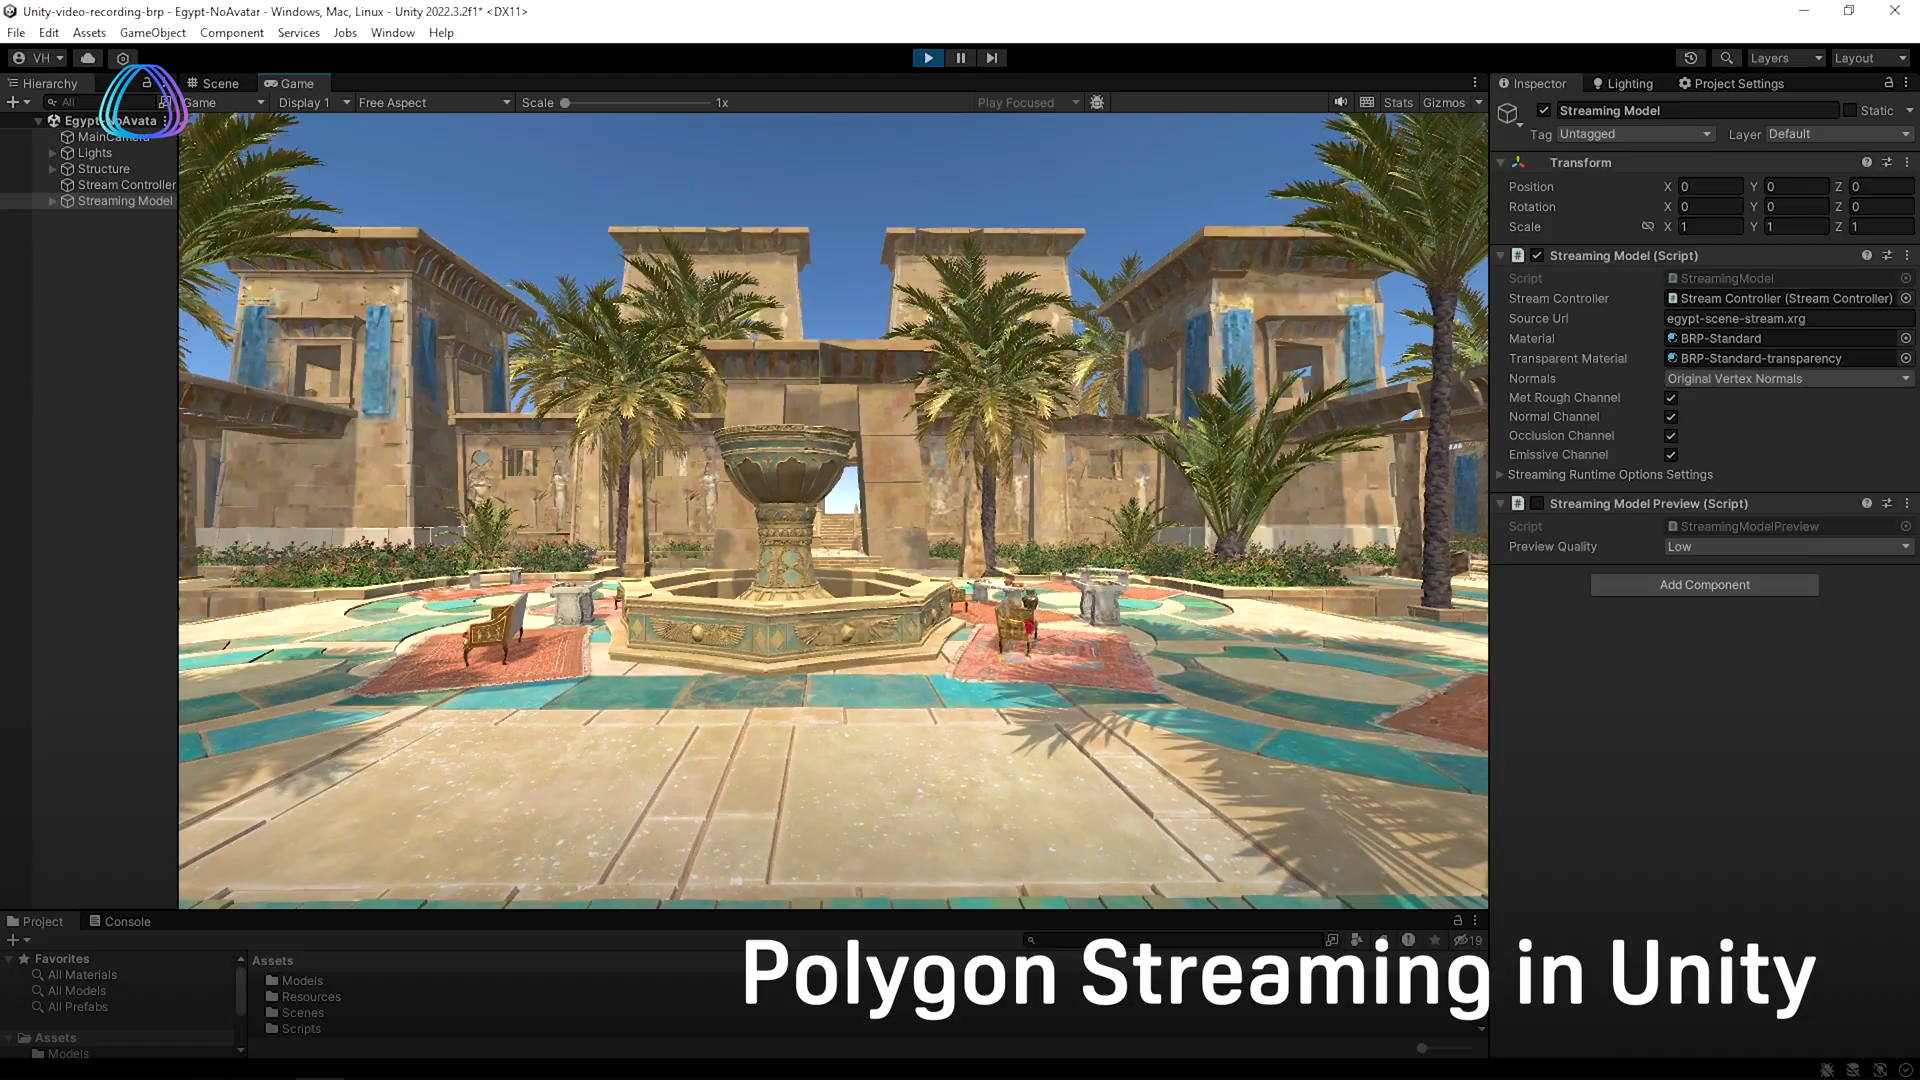 Unity-video-recording-brp - Egypt-NoAvatar - Windows, Mac, Linux - Unity 2022.3.2f1* <DX11>
File Edit Assets GameObject Component Services Jobs Window Help
VH
Layers Layout
Hierarchy Scene Game Inspector Lighting Project Settings
All Game Display 1 Free Aspect Scale 1x Play Focused Stats Gizmos
Streaming Model Static
Egypt-NoAvata
MainCamera
Tag Untagged Layer Default
Lights
Structure
Stream Controller
Streaming Model
Transform
Position X 0 Y 0 Z 0
Rotation X 0 Y 0 Z 0
Scale X 1 Y 1 Z 1
Streaming Model (Script)
Script StreamingModel
Stream Controller Stream Controller (Stream Controller)
Source Url egypt-scene-stream.xrg
Material BRP-Standard
Transparent Material BRP-Standard-transparency
Normals Original Vertex Normals
Met Rough Channel
Normal Channel
Occlusion Channel
Emissive Channel
Streaming Runtime Options Settings
Streaming Model Preview (Script)
Script StreamingModelPreview
Preview Quality Low
Add Component
Project Console
19
Favorites
All Materials
All Models
All Prefabs
Assets
Models
Assets
Models
Resources
Scenes
Scripts
Polygon Streaming in Unity